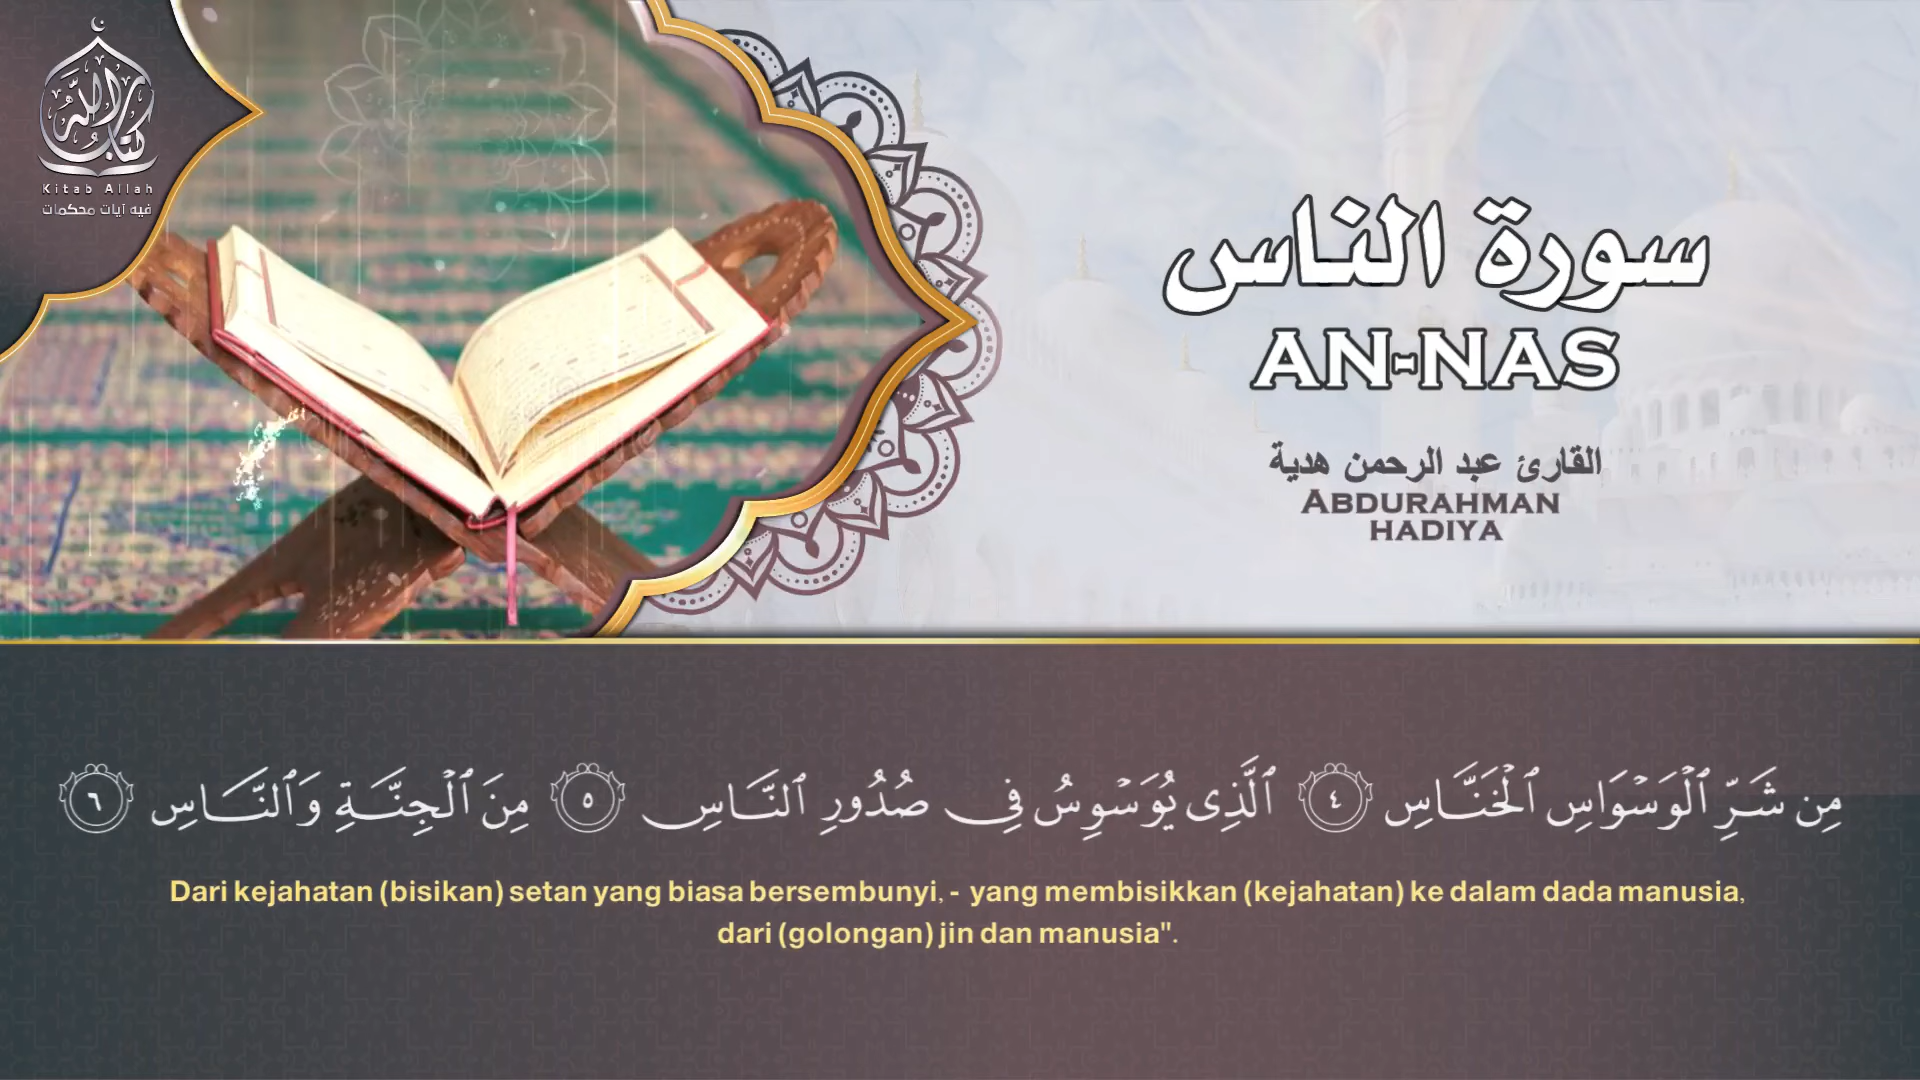 كتاب الله
Kitab Allah
فيه آيات محكمات
سورة الناس
AN-NAS
القارئ عبد الرحمن هدية
ABDURAHMAN
HADIYA
مِن شَرِّ ٱلْوَسْوَاسِ ٱلْخَنَّاسِ ٤ ٱلَّذِى يُوَسْوِسُ فِى صُدُورِ ٱلنَّاسِ ٥ مِنَ ٱلْجِنَّةِ وَٱلنَّاسِ ٦
Dari kejahatan (bisikan) setan yang biasa bersembunyi, - yang membisikkan (kejahatan) ke dalam dada manusia,
dari (golongan) jin dan manusia".